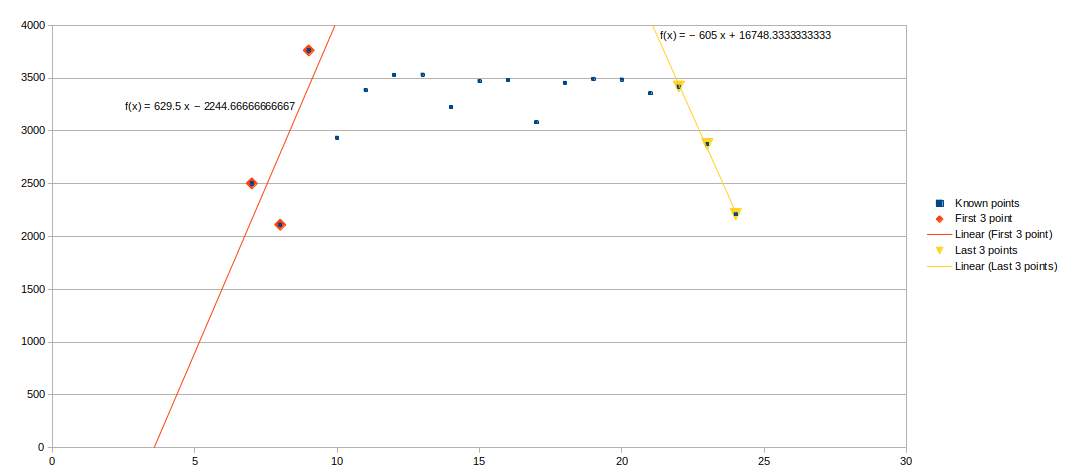 4000
f(x) = − 605 x + 16748.3333333333
3500
f(x) = 629.5 x − 2244.66666666667
3000
2500
2000
1500
1000
500
0
0 5 10 15 20 25 30
Known points
First 3 point
Linear (First 3 point)
Last 3 points
Linear (Last 3 points)